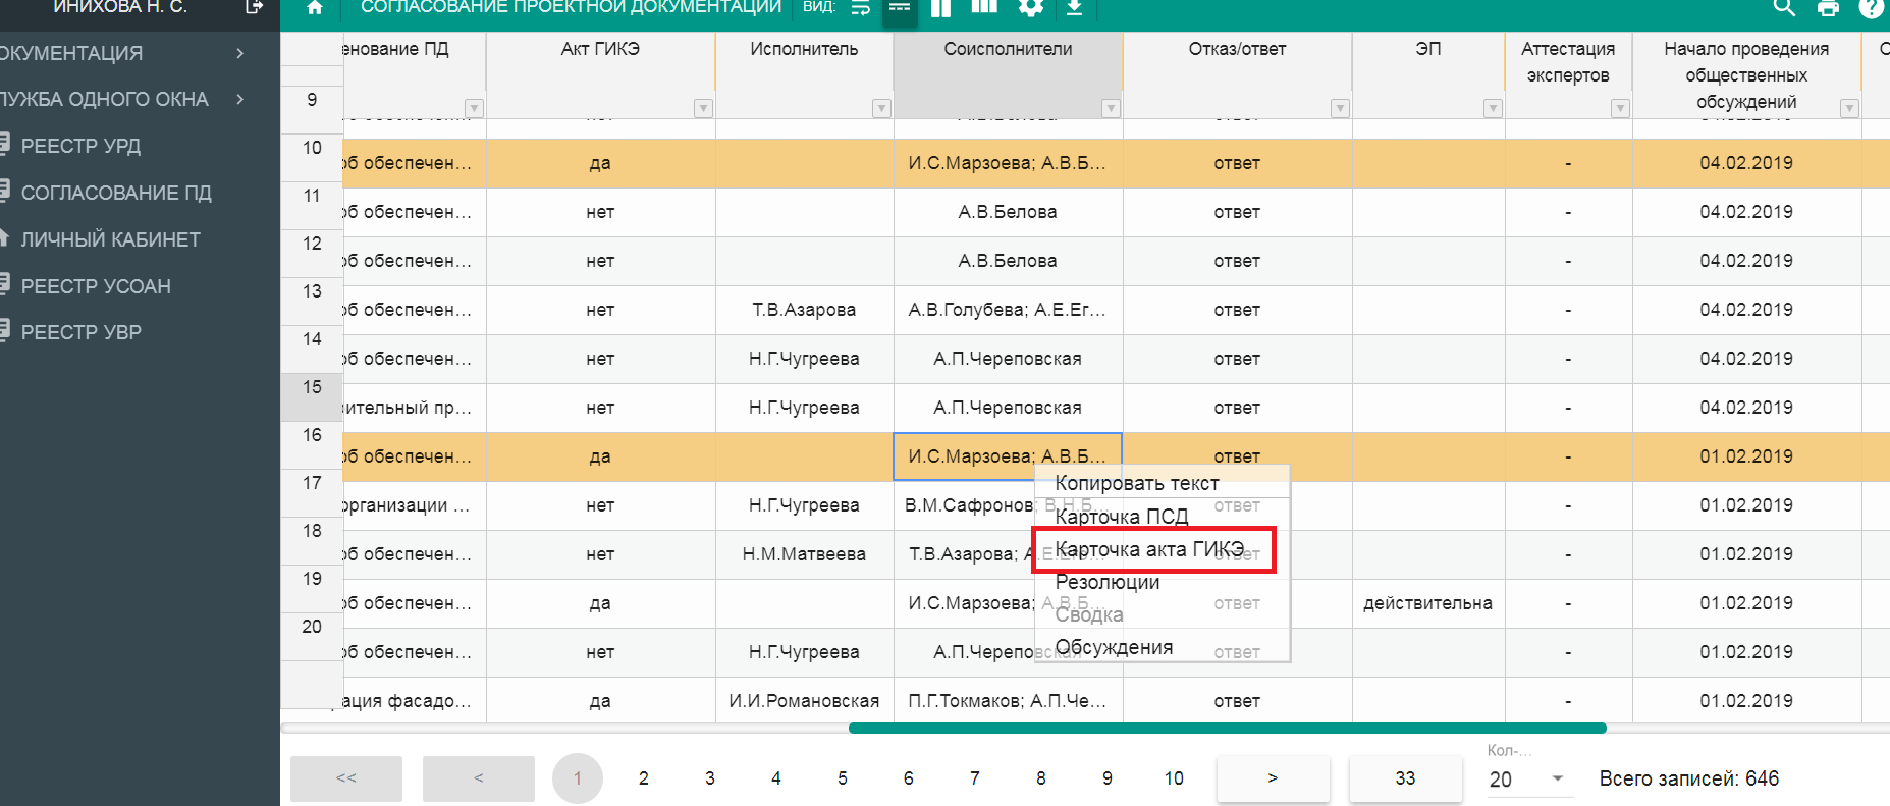 ИНИХОВА Н. С.
СОГЛАСОВАНИЕ ПРОЕКТНОЙ ДОКУМЕНТАЦИИ ВИД:
ОКУМЕНТАЦИЯ
ЛУЖБА ОДНОГО ОКНА
РЕЕСТР УРД
СОГЛАСОВАНИЕ ПД
ЛИЧНЫЙ КАБИНЕТ
РЕЕСТР УСОАН
РЕЕСТР УВР
енование ПД Акт ГИКЭ Исполнитель Соисполнители Отказ/ответ ЭП Аттестация экспертов Начало проведения общественных обсуждений
9
10 об обеспечен... да И.С.Марзоева; А.В.Б... ответ - 04.02.2019
11 об обеспечен... нет А.В.Белова ответ - 04.02.2019
12 об обеспечен... нет А.В.Белова ответ - 04.02.2019
13 об обеспечен... нет Т.В.Азарова А.В.Голубева; А.Е.Ег... ответ - 04.02.2019
14 об обеспечен... нет Н.Г.Чугреева А.П.Череповская ответ - 04.02.2019
15 ительный пр... нет Н.Г.Чугреева А.П.Череповская ответ - 04.02.2019
16 об обеспечен... да И.С.Марзоева; А.В.Б... ответ - 01.02.2019
17 организации ... нет Н.Г.Чугреева В.М.Сафронов; В.Н.Б... ответ - 01.02.2019
18 об обеспечен... нет Н.М.Матвеева Т.В.Азарова; А.Е.Ег... ответ - 01.02.2019
19 об обеспечен... да И.С.Марзоева; А.В.Б... ответ действительна - 01.02.2019
20 об обеспечен... нет Н.Г.Чугреева А.П.Череповская ответ - 01.02.2019
рация фасадо... да И.И.Романовская П.Г.Токмаков; А.П.Че... ответ - 01.02.2019
Копировать текст
Карточка ПСД
Карточка акта ГИКЭ
Резолюции
Сводка
Обсуждения
<< < 1 2 3 4 5 6 7 8 9 10 > 33
Кол-...
20
Всего записей: 646